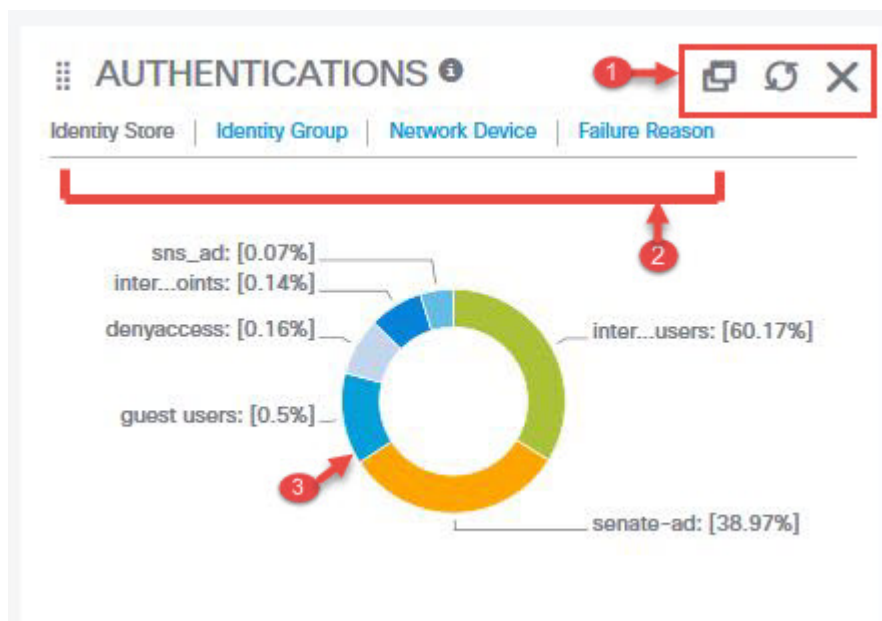 AUTHENTICATIONS i
1
Identity Store | Identity Group | Network Device | Failure Reason
2
sns_ad: [0.07%]
inter...oints: [0.14%]
denyaccess: [0.16%]
inter...users: [60.17%]
guest users: [0.5%]
3
senate-ad: [38.97%]